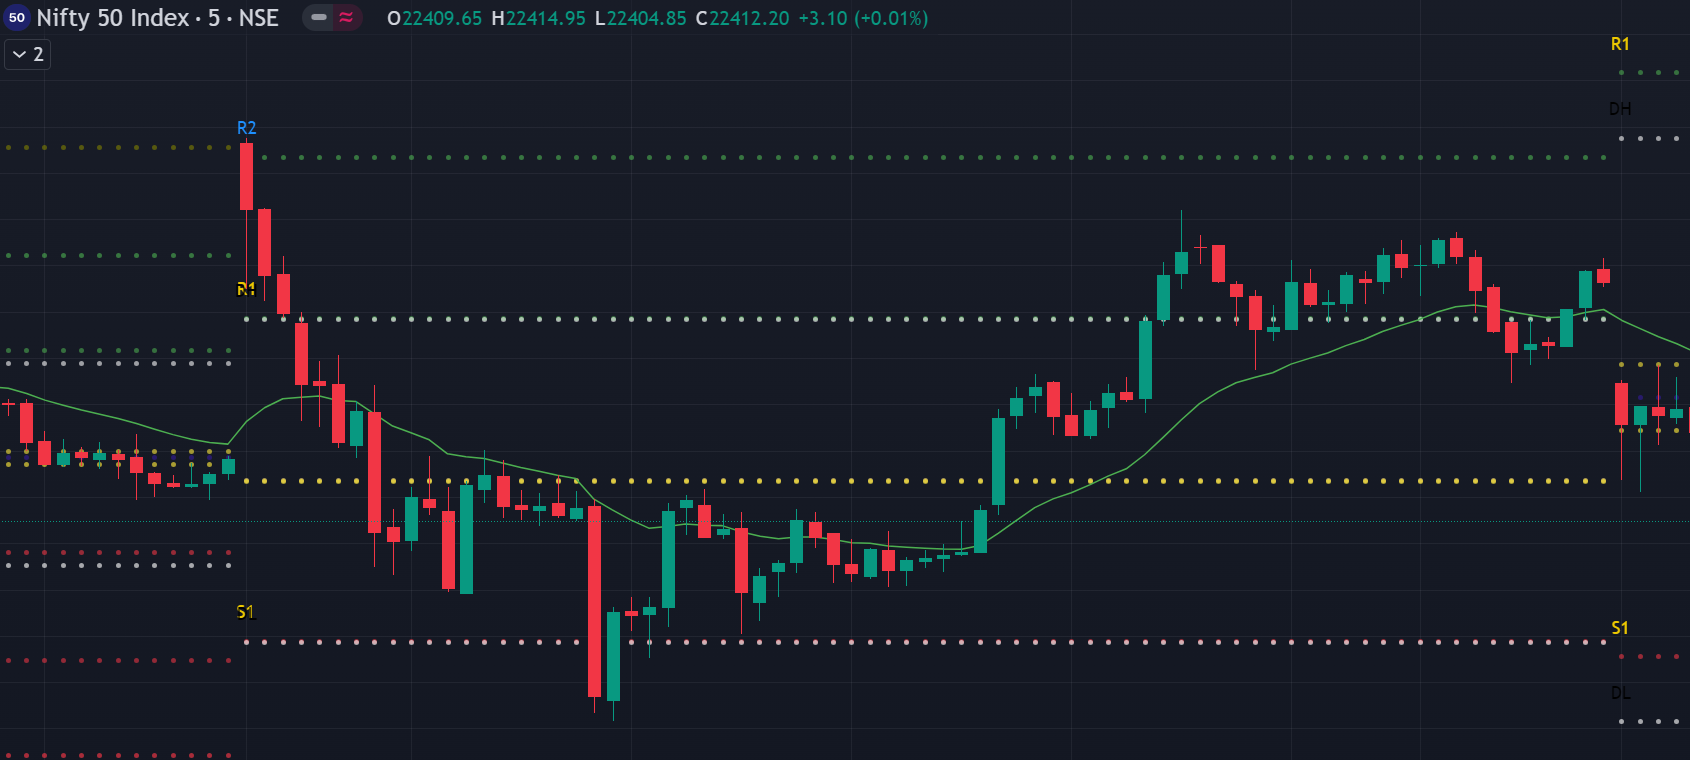 50 Nifty 50 Index · 5 · NSE O22409.65 H22414.95 L22404.85 C22412.20 +3.10 (+0.01%)
2
R1
DH
R2
R1
S1
S1
DL